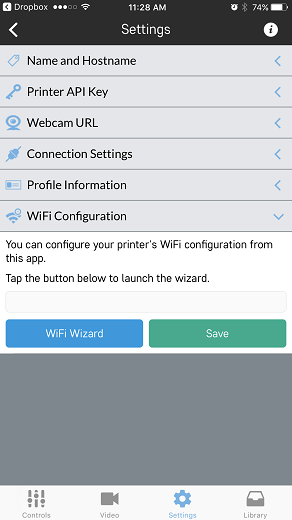 Dropbox 11:28 AM 74%
Settings
Name and Hostname
Printer API Key
Webcam URL
Connection Settings
Profile Information
WiFi Configuration
You can configure your printer's WiFi configuration from
this app.
Tap the button below to launch the wizard.
WiFi Wizard Save
Controls Video Settings Library